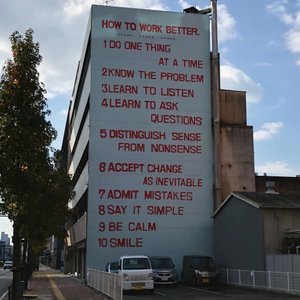 HOW TO WORK BETTER.
1 DO ONE THING
AT A TIME
2 KNOW THE PROBLEM
3 LEARN TO LISTEN
4 LEARN TO ASK
QUESTIONS
5 DISTINGUISH SENSE
FROM NONSENSE
6 ACCEPT CHANGE
AS INEVITABLE
7 ADMIT MISTAKES
8 SAY IT SIMPLE
9 BE CALM
10 SMILE